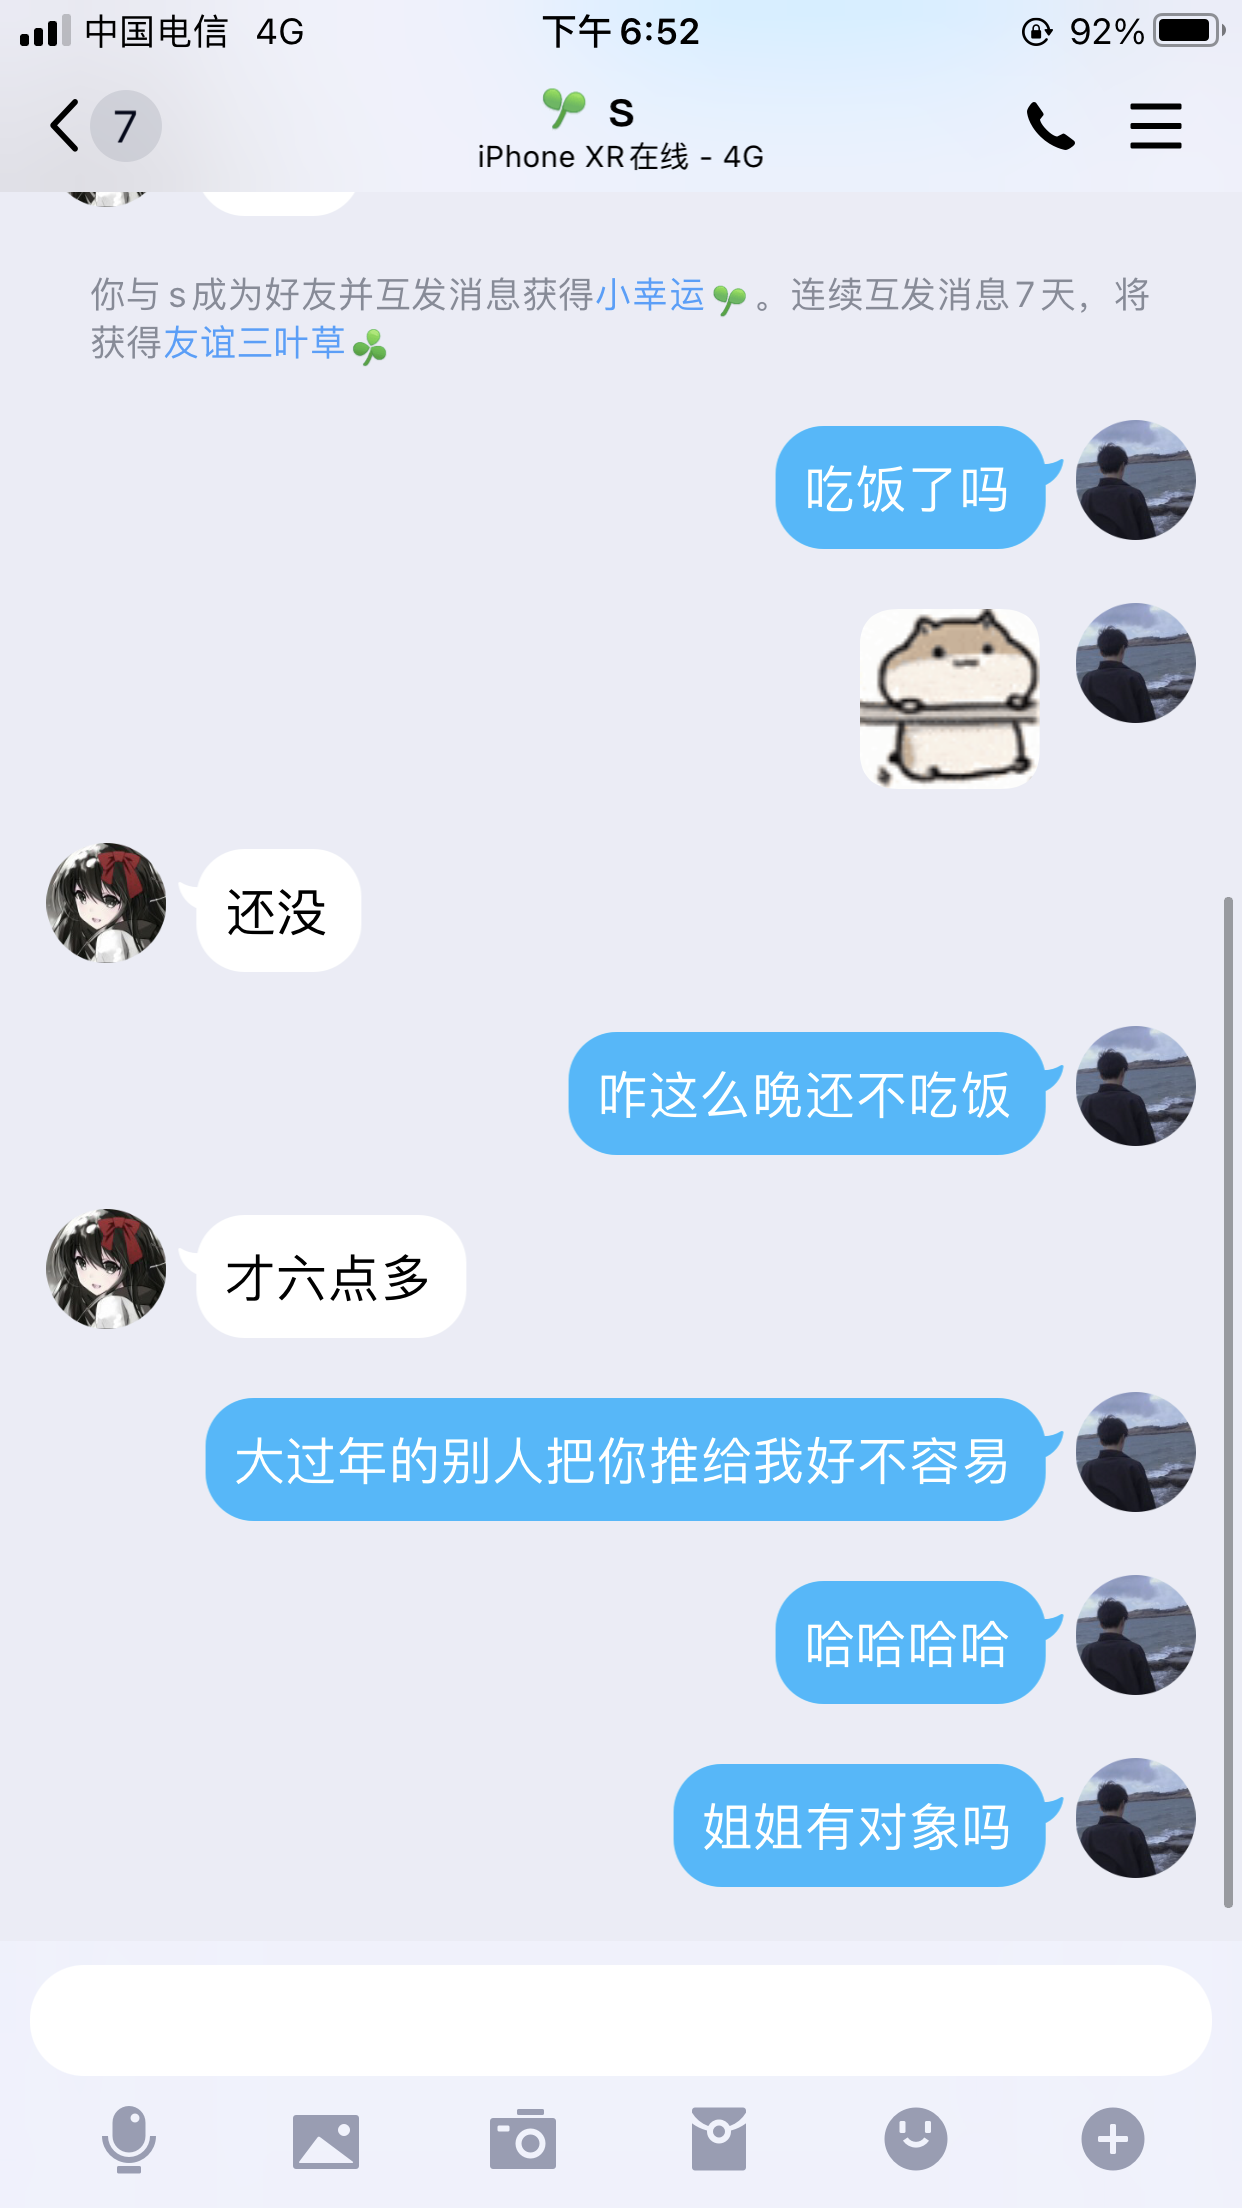 中国电信 4G 下午 6:52 92%
7 S
iPhone XR在线 - 4G
你与s成为好友并互发消息获得小幸运。连续互发消息7天，将
获得友谊三叶草
吃饭了吗
还没
咋这么晚还不吃饭
才六点多
大过年的别人把你推给我好不容易
哈哈哈哈
姐姐有对象吗